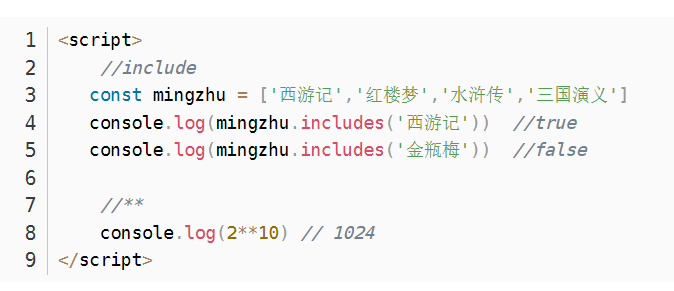 1 <script>
2 //include
3 const mingzhu = ['西游记','红楼梦','水浒传','三国演义']
4 console.log(mingzhu.includes('西游记')) //true
5 console.log(mingzhu.includes('金瓶梅')) //false
6
7 //**
8 console.log(2**10) // 1024
9 </script>